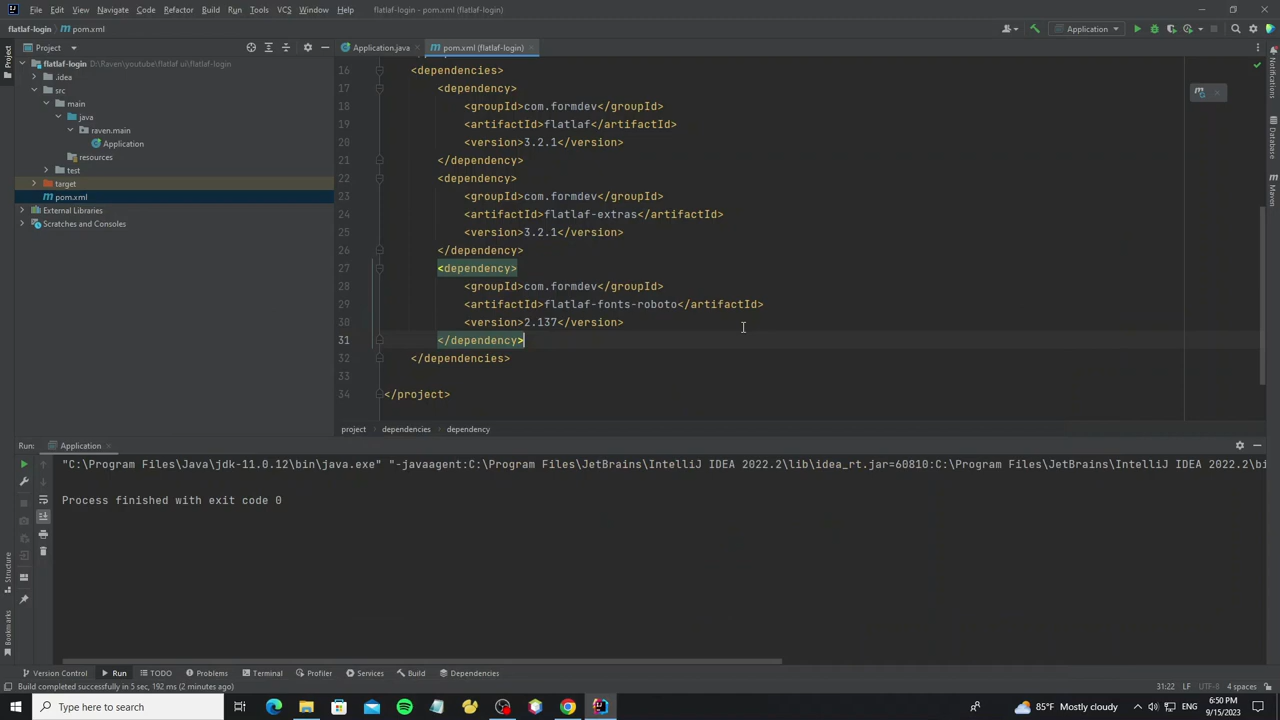 File Edit View Navigate Code Refactor Build Run Tools VCS Window Help flatlaf-login - pom.xml (flatlaf-login)
flatlaf-login pom.xml Application
Project Application.java pom.xml (flatlaf-login)
flatlaf-login D:\Raven\youtube\flatlaf ui\flatlaf-login
.idea
src
main
java
raven.main
Application
resources
test
target
pom.xml
External Libraries
Scratches and Consoles
16 <dependencies>
17 <dependency>
18 <groupId>com.formdev</groupId>
19 <artifactId>flatlaf</artifactId>
20 <version>3.2.1</version>
21 </dependency>
22 <dependency>
23 <groupId>com.formdev</groupId>
24 <artifactId>flatlaf-extras</artifactId>
25 <version>3.2.1</version>
26 </dependency>
27 <dependency>
28 <groupId>com.formdev</groupId>
29 <artifactId>flatlaf-fonts-roboto</artifactId>
30 <version>2.137</version>
31 </dependency>
32 </dependencies>
33
34 </project>
project dependencies dependency
Project
Structure
Bookmarks
Notifications
Database
Maven
Run: Application
"C:\Program Files\Java\jdk-11.0.12\bin\java.exe" "-javaagent:C:\Program Files\JetBrains\IntelliJ IDEA 2022.2\lib\idea_rt.jar=60810:C:\Program Files\JetBrains\IntelliJ IDEA 2022.2\bi
Process finished with exit code 0
Version Control Run TODO Problems Terminal Profiler Services Build Dependencies
Build completed successfully in 5 sec, 192 ms (2 minutes ago) 31:22 LF UTF-8 4 spaces
Type here to search 85°F Mostly cloudy 6:50 PM
9/15/2023